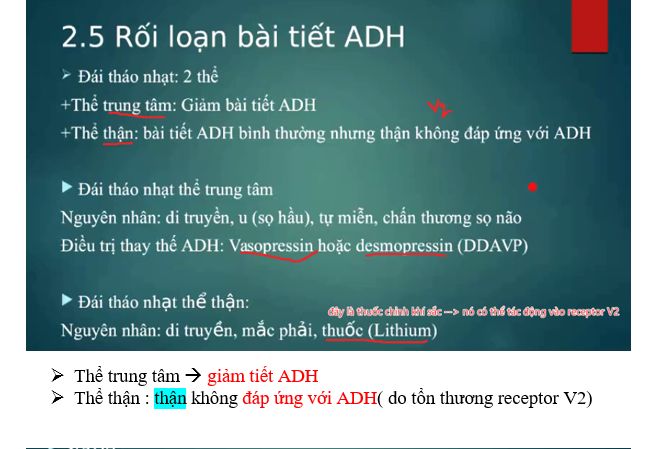 2.5 Rối loạn bài tiết ADH
➢ Đái tháo nhạt: 2 thể
+Thể trung tâm: Giảm bài tiết ADH
V2
+Thể thận: bài tiết ADH bình thường nhưng thận không đáp ứng với ADH
▶ Đái tháo nhạt thể trung tâm
Nguyên nhân: di truyền, u (sọ hầu), tự miễn, chấn thương sọ não
Điều trị thay thế ADH: Vasopressin hoặc desmopressin (DDAVP)
▶ Đái tháo nhạt thể thận:
đây là thuốc chỉnh khí sắc —> nó có thể tác động vào receptor V2
Nguyên nhân: di truyền, mắc phải, thuốc (Lithium)
➢ Thể trung tâm → giảm tiết ADH
➢ Thể thận : thận không đáp ứng với ADH( do tổn thương receptor V2)